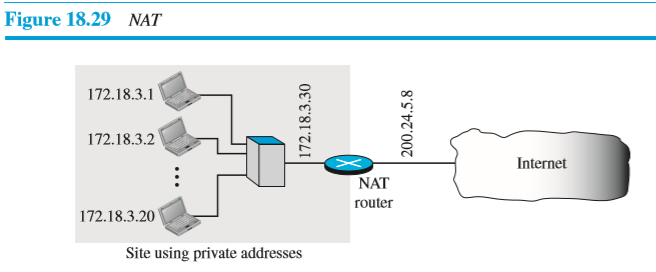 Figure 18.29 NAT
172.18.3.1
172.18.3.2
172.18.3.20
172.18.3.30
200.24.5.8
NAT
router
Internet
Site using private addresses